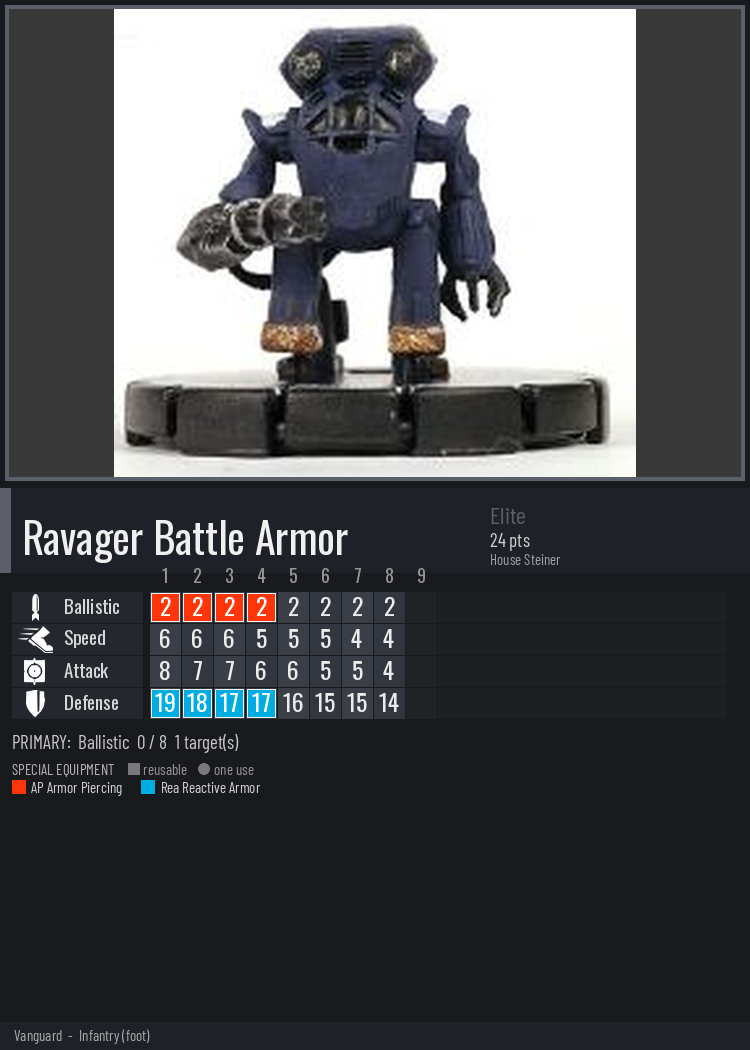 Ravager Battle Armor
Elite
24 pts
House Steiner
1 2 3 4 5 6 7 8 9
Ballistic 2 2 2 2 2 2 2 2
Speed 6 6 6 5 5 5 4 4
Attack 8 7 7 6 6 5 5 4
Defense 19 18 17 17 16 15 15 14
PRIMARY: Ballistic 0 / 8 1 target(s)
SPECIAL EQUIPMENT reusable one use
AP Armor Piercing Rea Reactive Armor
Vanguard - Infantry (foot)